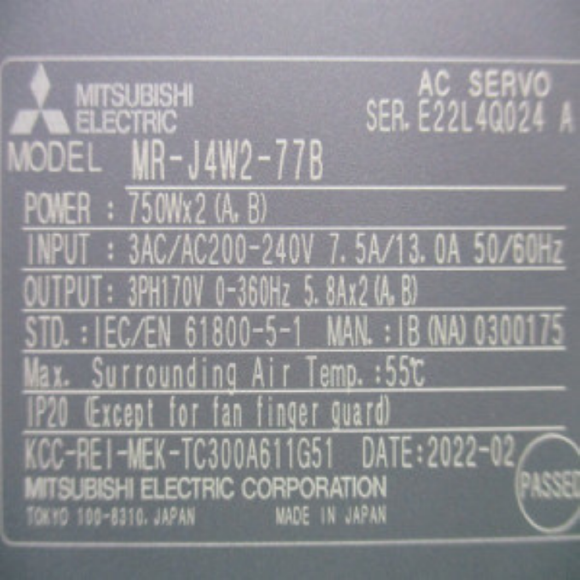 MITSUBISHI
ELECTRIC
AC SERVO
SER. E22L4Q024 A
MODEL MR-J4W2-77B
POWER : 750Wx2 (A, B)
INPUT : 3AC/AC200-240V 7.5A/13.0A 50/60Hz
OUTPUT: 3PH170V 0-360Hz 5.8Ax2 (A, B)
STD. : IEC/EN 61800-5-1 MAN. : IB (NA) 0300175
Max. Surrounding Air Temp. : 55℃
IP20 (Except for fan finger guard)
KCC-REI-MEK-TC300A611G51 DATE: 2022-02
PASSED
MITSUBISHI ELECTRIC CORPORATION
TOKYO 100-8310, JAPAN MADE IN JAPAN